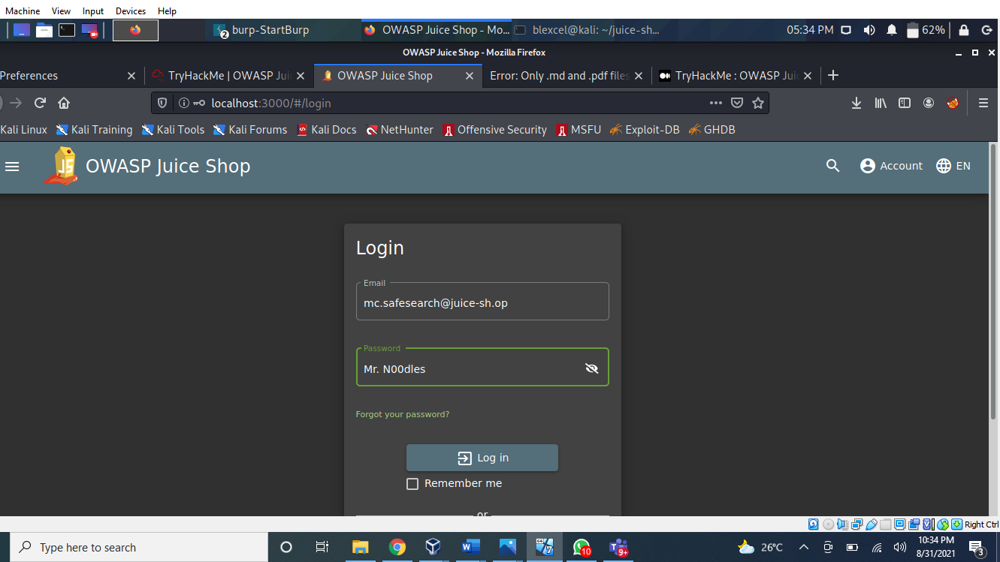 Machine View Input Devices Help
2 burp-StartBurp OWASP Juice Shop - Mo... blexcel@kali: ~/juice-sh... 05:34 PM 62%
OWASP Juice Shop - Mozilla Firefox
Preferences TryHackMe | OWASP Jui OWASP Juice Shop Error: Only .md and .pdf files TryHackMe : OWASP Jui
localhost:3000/#/login
Kali Linux Kali Training Kali Tools Kali Forums Kali Docs NetHunter Offensive Security MSFU Exploit-DB GHDB
JS OWASP Juice Shop Account EN
Login
Email
mc.safesearch@juice-sh.op
Password
Mr. N00dles
Forgot your password?
Log in
Remember me
or
Right Ctrl
Type here to search 64 10 9+ 26°C 10:34 PM
8/31/2021 3